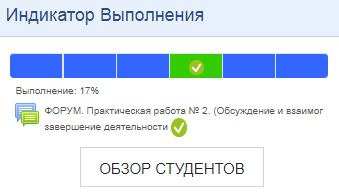 Индикатор Выполнения
Выполнение: 17%
ФОРУМ. Практическая работа № 2. (Обсуждение и взаимог
завершение деятельности
ОБЗОР СТУДЕНТОВ